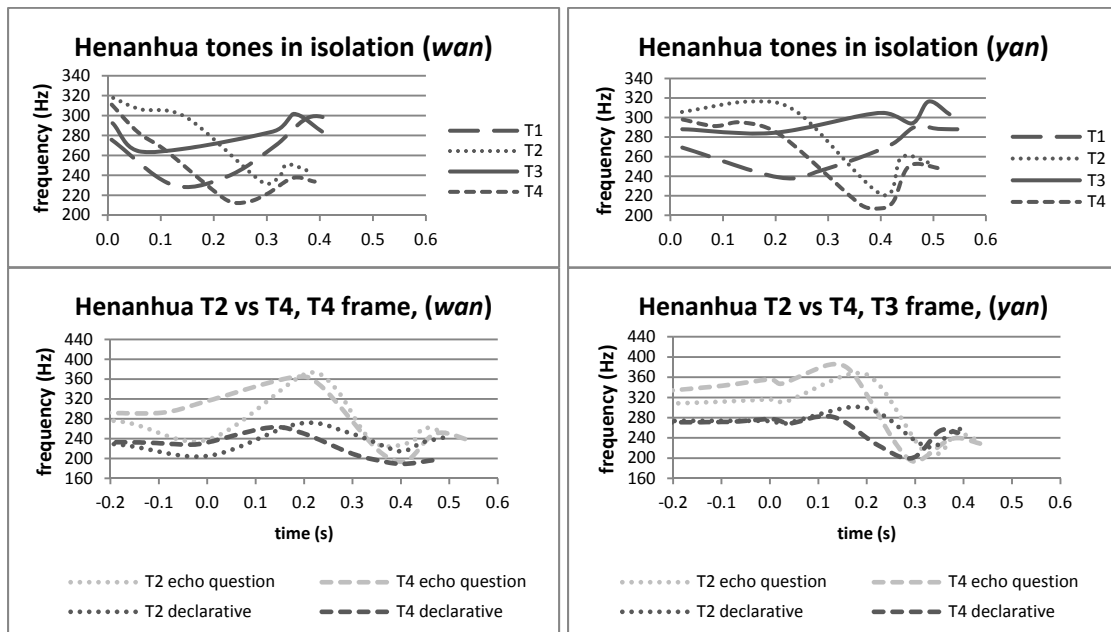 Henanhua tones in isolation (wan)
frequency (Hz)
340
320
300
280
260
240
220
200
0.0 0.1 0.2 0.3 0.4 0.5 0.6
T1
T2
T3
T4
Henanhua tones in isolation (yan)
frequency (Hz)
340
320
300
280
260
240
220
200
0.0 0.1 0.2 0.3 0.4 0.5 0.6
T1
T2
T3
T4
Henanhua T2 vs T4, T4 frame, (wan)
frequency (Hz)
440
400
360
320
280
240
200
160
-0.2 -0.1 0.0 0.1 0.2 0.3 0.4 0.5 0.6
time (s)
T2 echo question T4 echo question
T2 declarative T4 declarative
Henanhua T2 vs T4, T3 frame, (yan)
frequency (Hz)
440
400
360
320
280
240
200
160
-0.2 -0.1 0.0 0.1 0.2 0.3 0.4 0.5 0.6
time (s)
T2 echo question T4 echo question
T2 declarative T4 declarative